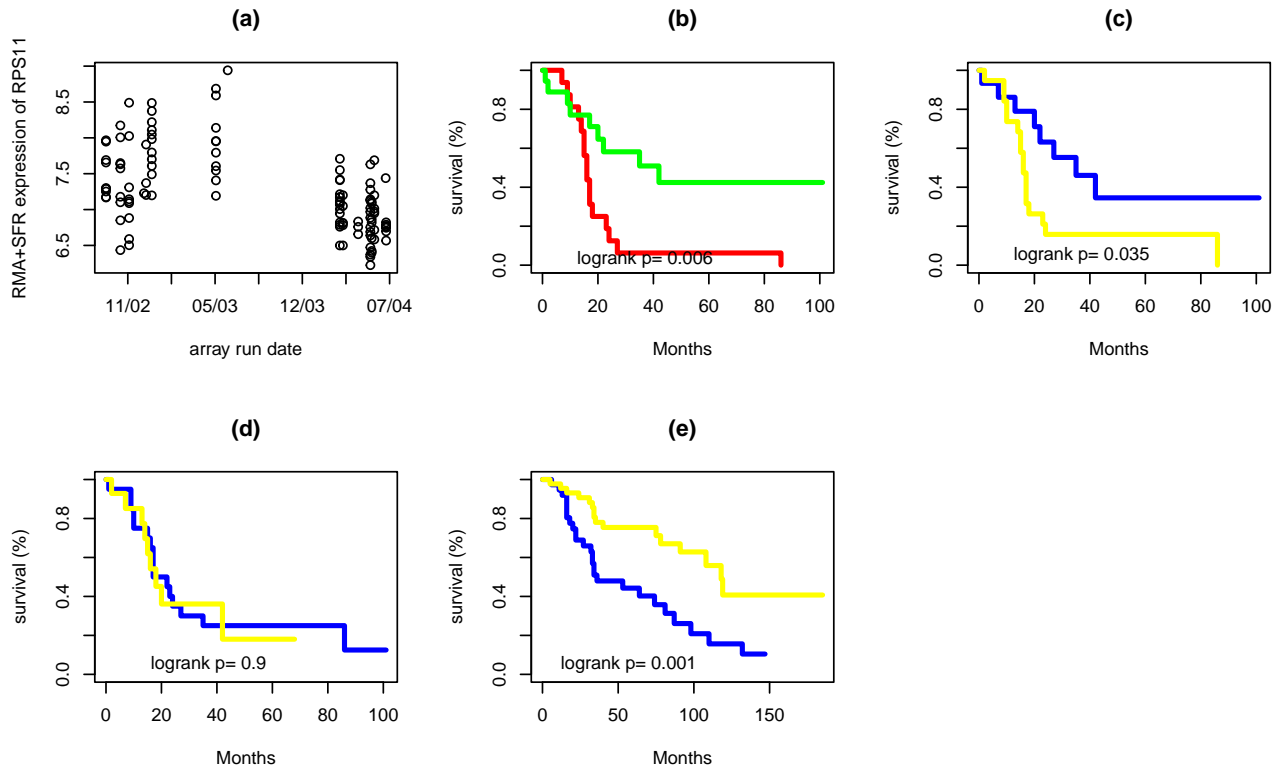 (a)
RMA+SFR expression of RPS11
8.5
7.5
6.5
11/02 05/03 12/03 07/04
array run date
(b)
survival (%)
0.8
0.4
0.0
logrank p= 0.006
0 20 40 60 80 100
Months
(c)
survival (%)
0.8
0.4
0.0
logrank p= 0.035
0 20 40 60 80 100
Months
(d)
survival (%)
0.8
0.4
0.0
logrank p= 0.9
0 20 40 60 80 100
Months
(e)
survival (%)
0.8
0.4
0.0
logrank p= 0.001
0 50 100 150
Months